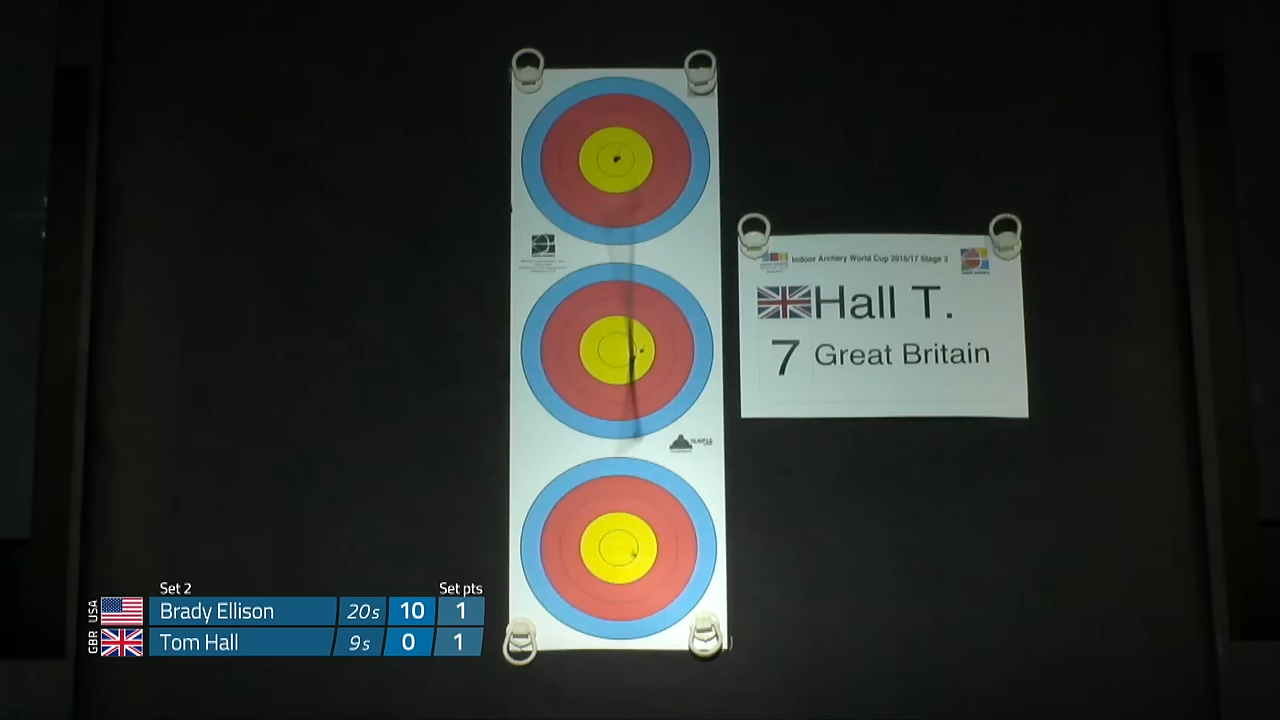 Indoor Archery World Cup 2016/17 Stage 3
Hall T.
7 Great Britain
Set 2 Set pts
USA Brady Ellison 20s 10 1
GBR Tom Hall 9s 0 1